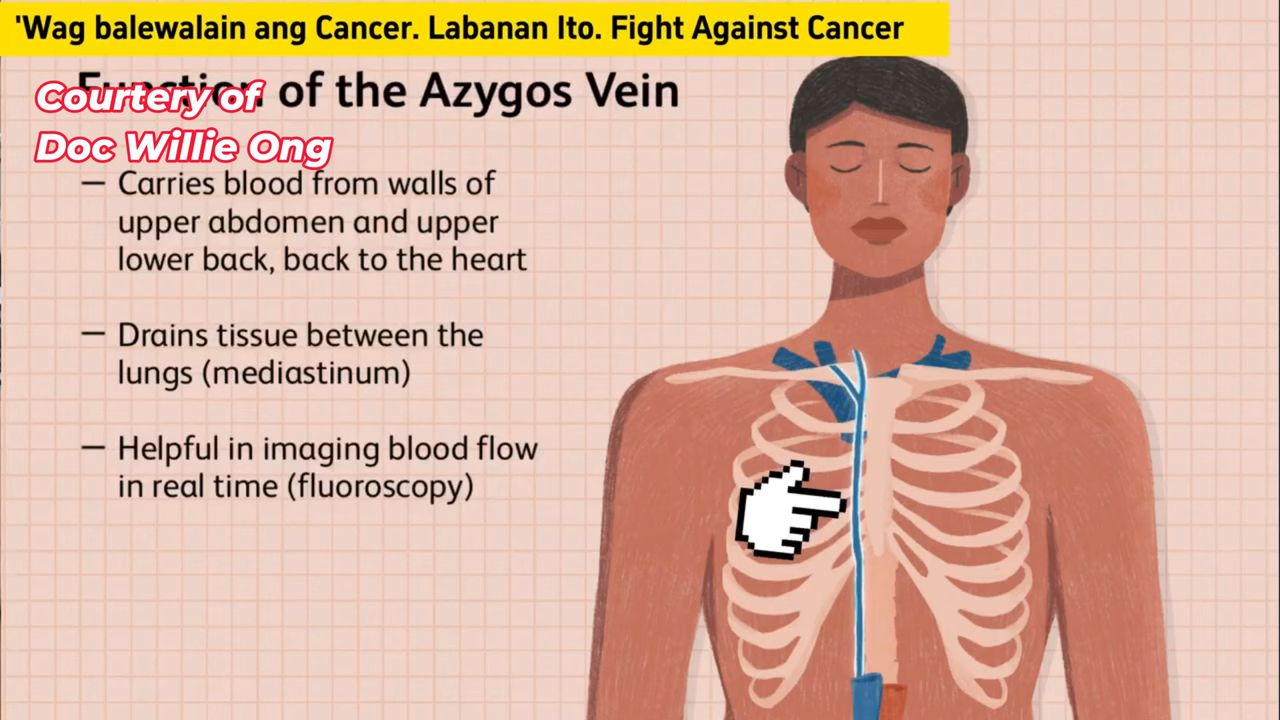 'Wag balewalain ang Cancer. Labanan Ito. Fight Against Cancer
Function of the Azygos Vein
Courtery of
Doc Willie Ong
— Carries blood from walls of
upper abdomen and upper
lower back, back to the heart
— Drains tissue between the
lungs (mediastinum)
— Helpful in imaging blood flow
in real time (fluoroscopy)